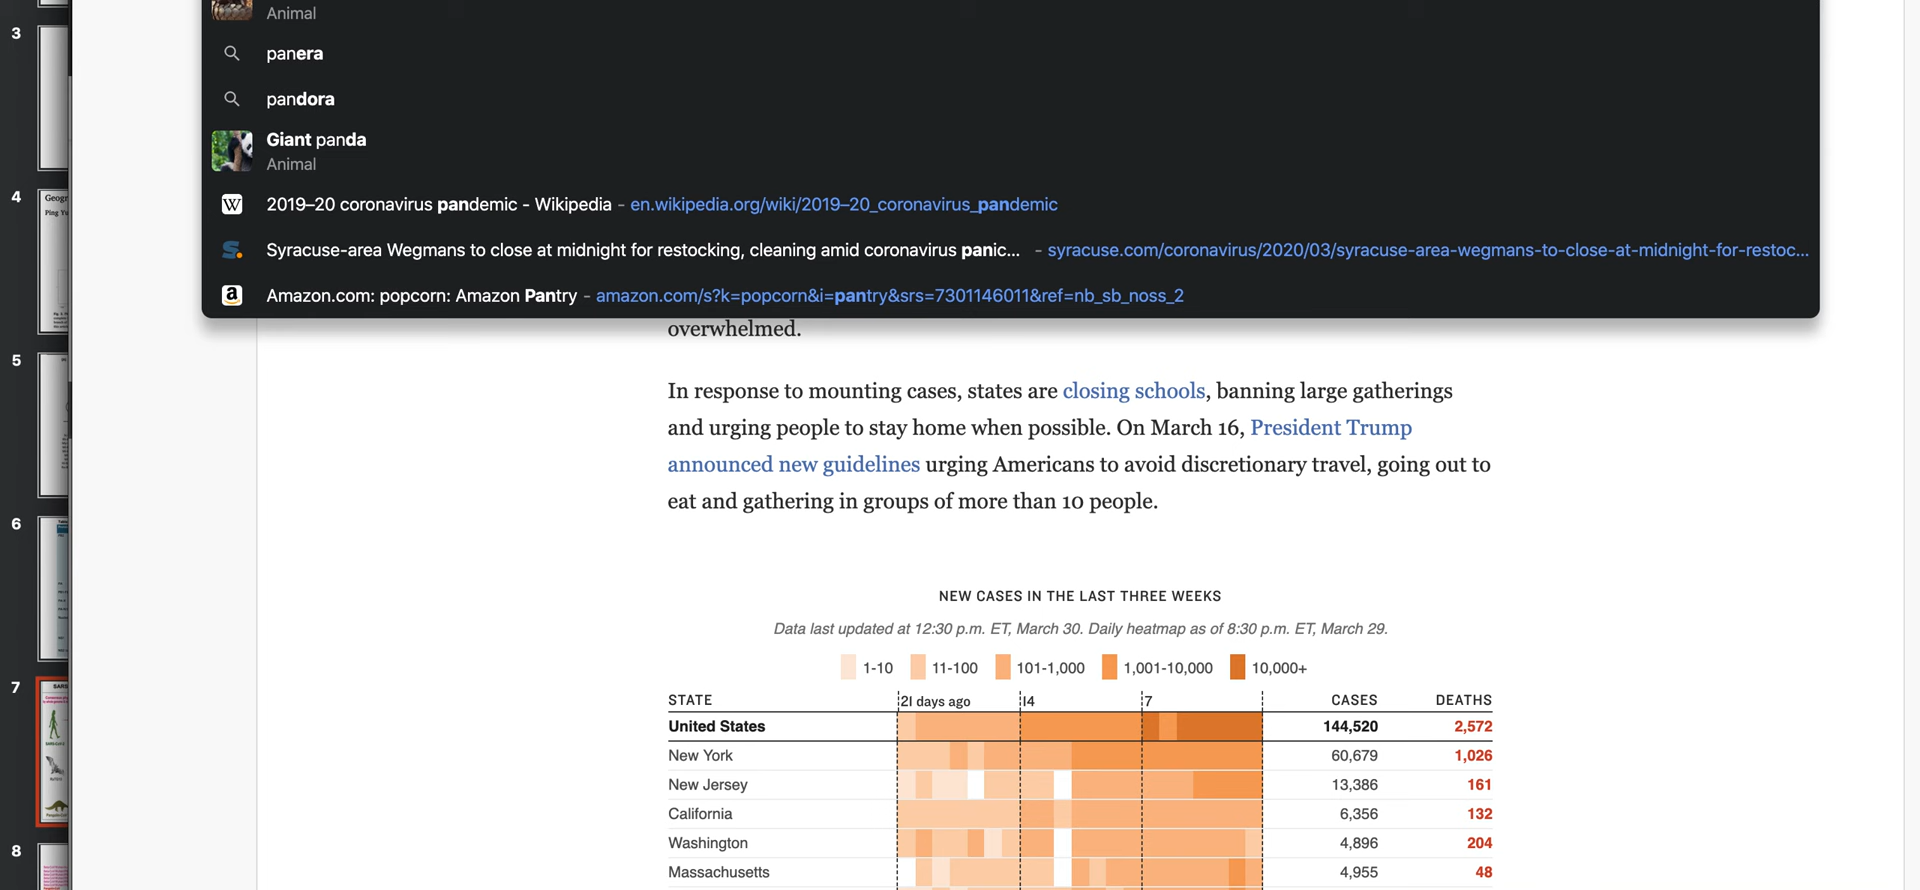 Animal
3
panera
pandora
Giant panda
Animal
4
Geogr
Ping Yu
2019–20 coronavirus pandemic - Wikipedia - en.wikipedia.org/wiki/2019–20_coronavirus_pandemic
Syracuse-area Wegmans to close at midnight for restocking, cleaning amid coronavirus panic... - syracuse.com/coronavirus/2020/03/syracuse-area-wegmans-to-close-at-midnight-for-restoc...
Amazon.com: popcorn: Amazon Pantry - amazon.com/s?k=popcorn&i=pantry&srs=7301146011&ref=nb_sb_noss_2
overwhelmed.
5
In response to mounting cases, states are closing schools, banning large gatherings
and urging people to stay home when possible. On March 16, President Trump
announced new guidelines urging Americans to avoid discretionary travel, going out to
eat and gathering in groups of more than 10 people.
6
NEW CASES IN THE LAST THREE WEEKS
Data last updated at 12:30 p.m. ET, March 30. Daily heatmap as of 8:30 p.m. ET, March 29.
1-10 11-100 101-1,000 1,001-10,000 10,000+
7
SARS
STATE 21 days ago 14 7 CASES DEATHS
United States 144,520 2,572
New York 60,679 1,026
New Jersey 13,386 161
California 6,356 132
Washington 4,896 204
8
Massachusetts 4,955 48